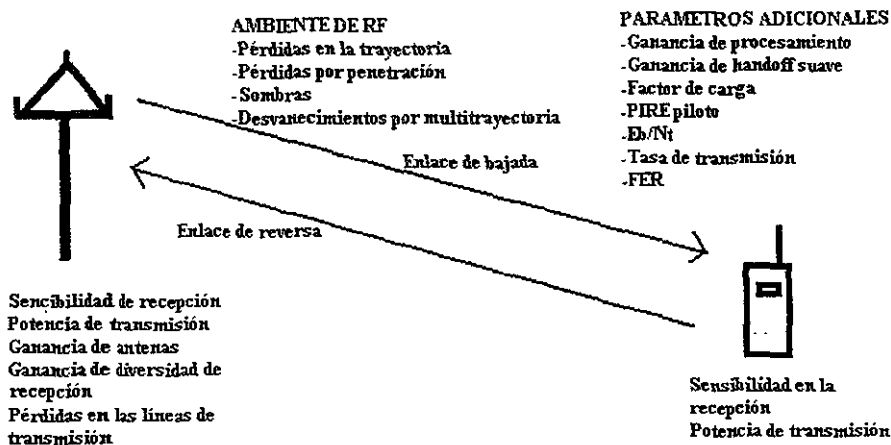 AMBIENTE DE RF
-Pérdidas en la trayectoria
-Pérdidas por penetración
-Sombras
-Desvanecimientos por multitrayectoria
PARAMETROS ADICIONALES
-Ganancia de procesamiento
-Ganancia de handoff suave
-Factor de carga
-PIRE piloto
-Eb/Nt
-Tasa de transmisión
-FER
Enlace de bajada
Enlace de reversa
Sencibilidad de recepción
Potencia de transmisión
Ganancia de antenas
Ganancia de diversidad de
recepción
Pérdidas en las líneas de
transmisión
Sensibilidad en la
recepción
Potencia de transmisión